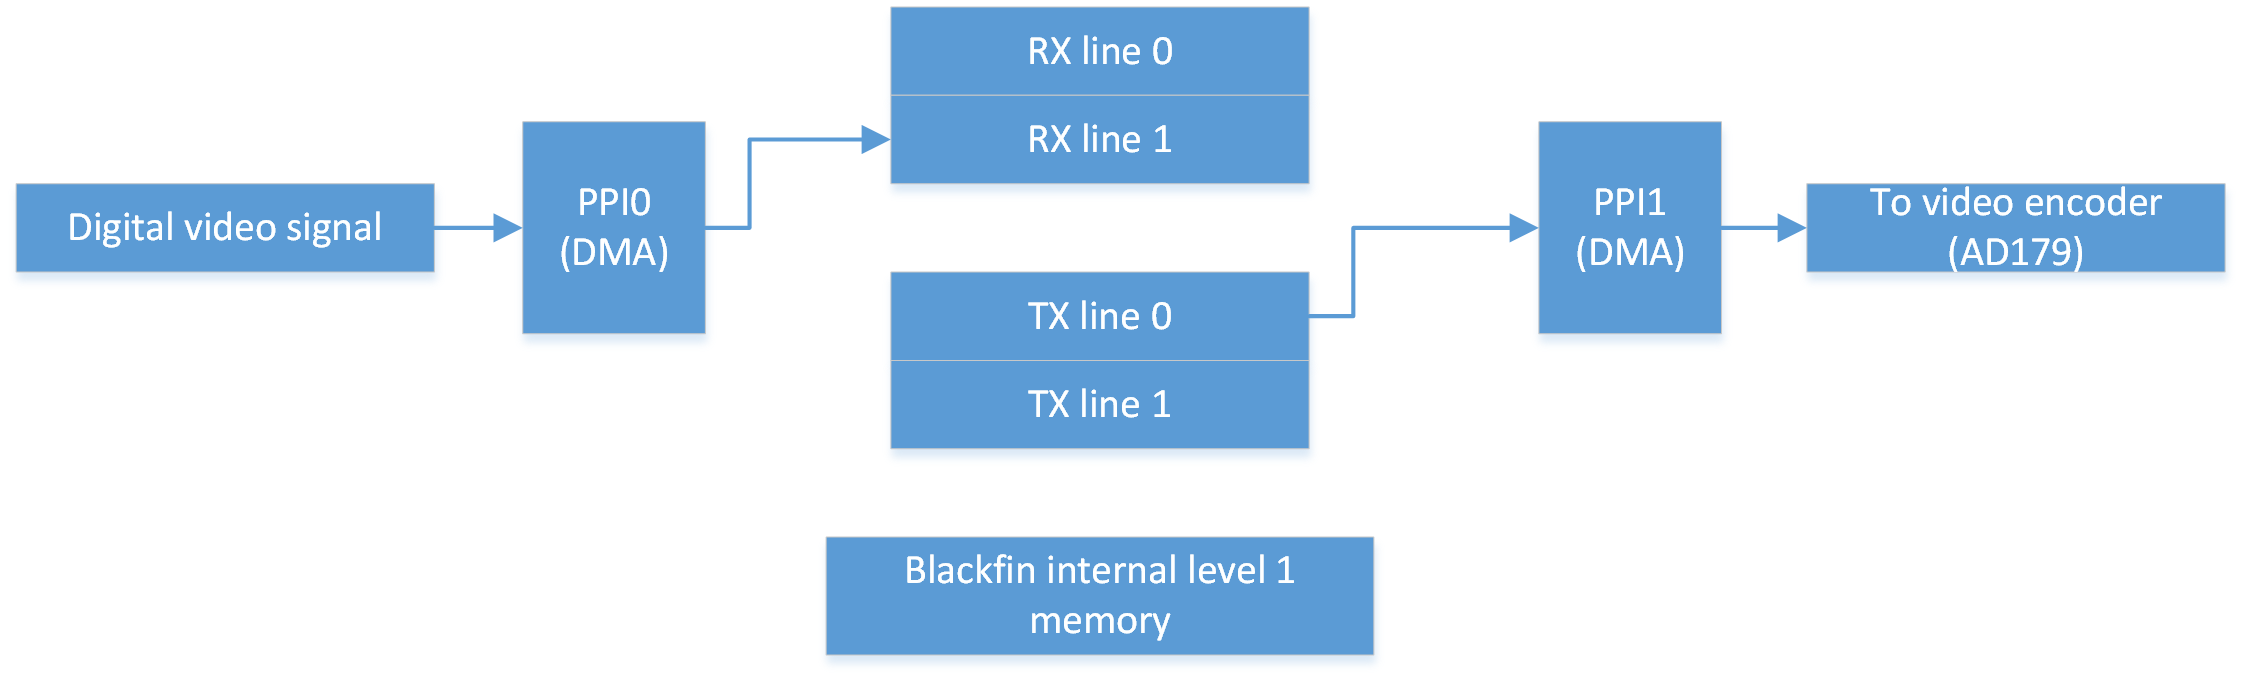 Digital video signal
PPI0
(DMA)
RX line 0
RX line 1
TX line 0
TX line 1
PPI1
(DMA)
To video encoder
(AD179)
Blackfin internal level 1
memory